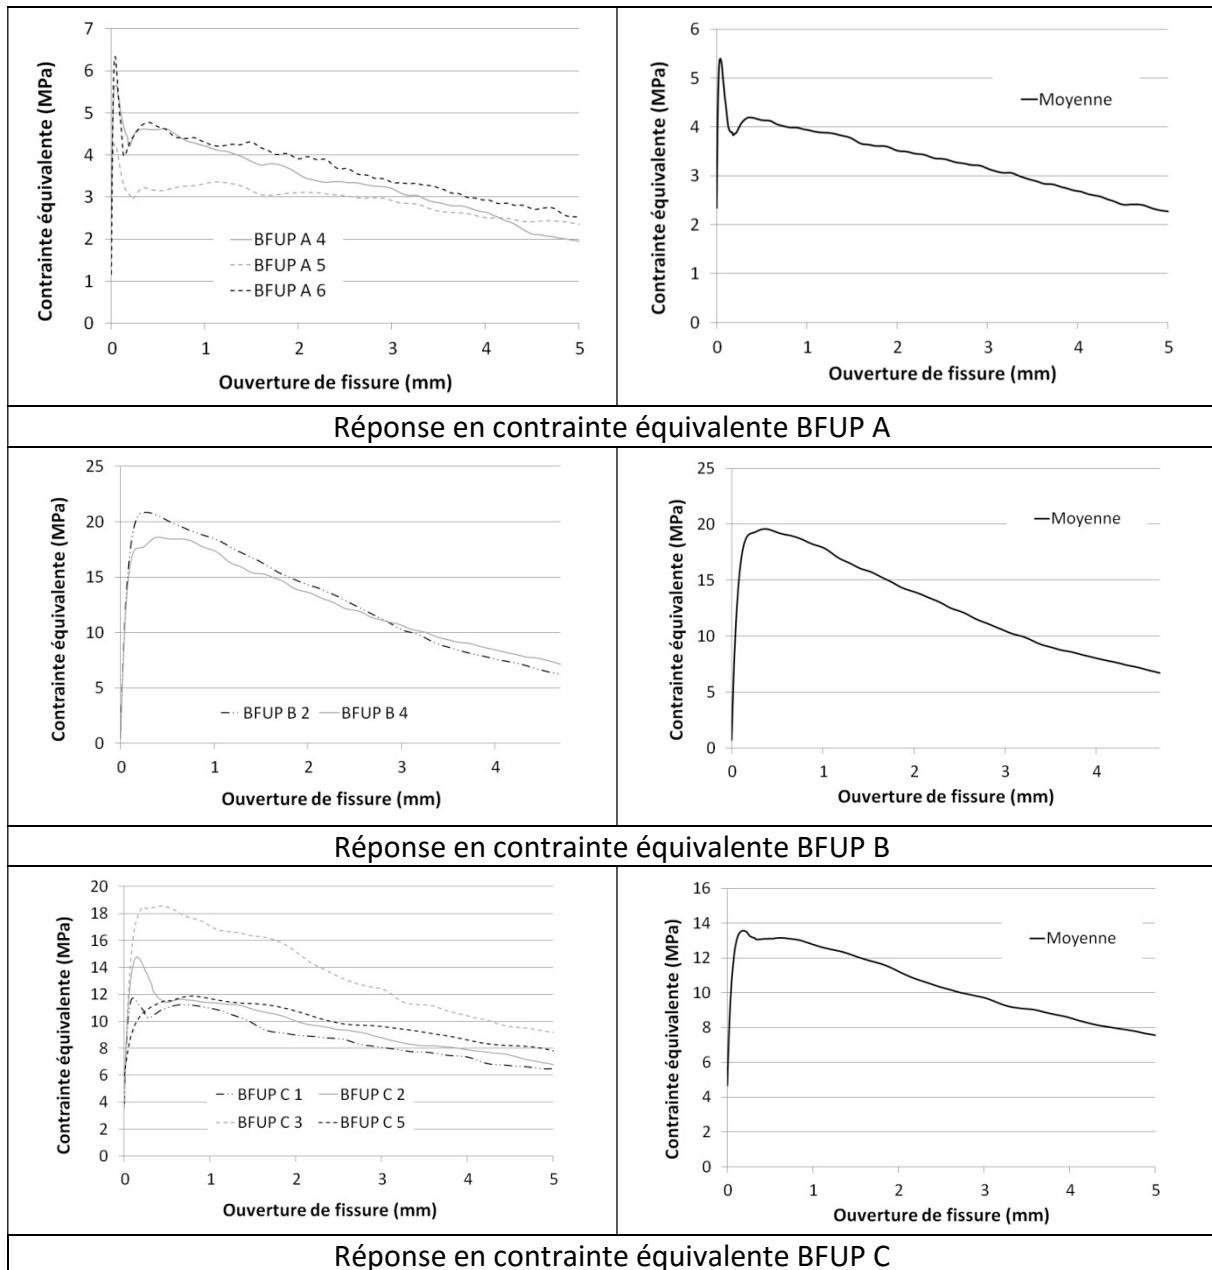 7
6
5
4
3
2
1
0
Contrainte équivalente (MPa)
BFUP A 4
BFUP A 5
BFUP A 6
0 1 2 3 4 5
Ouverture de fissure (mm)
6
5
4
3
2
1
0
Contrainte équivalente (MPa)
Moyenne
0 1 2 3 4 5
Ouverture de fissure (mm)
Réponse en contrainte équivalente BFUP A
25
20
15
10
5
0
Contrainte équivalente (MPa)
BFUP B 2 BFUP B 4
0 1 2 3 4
Ouverture de fissure (mm)
25
20
15
10
5
0
Contrainte équivalente (MPa)
Moyenne
0 1 2 3 4
Ouverture de fissure (mm)
Réponse en contrainte équivalente BFUP B
20
18
16
14
12
10
8
6
4
2
0
Contrainte équivalente (MPa)
BFUP C 1 BFUP C 2
BFUP C 3 BFUP C 5
0 1 2 3 4 5
Ouverture de fissure (mm)
16
14
12
10
8
6
4
2
0
Contrainte équivalente (MPa)
Moyenne
0 1 2 3 4 5
Ouverture de fissure (mm)
Réponse en contrainte équivalente BFUP C